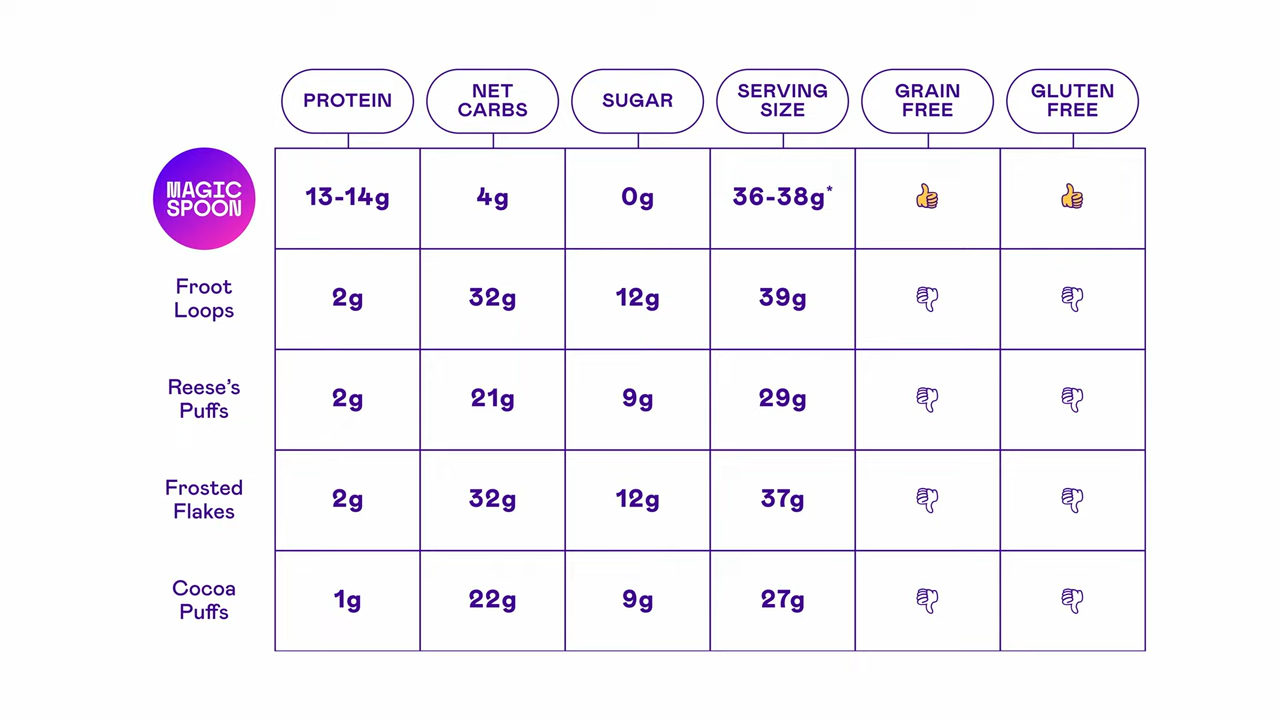 PROTEIN
NET
CARBS
SUGAR
SERVING
SIZE
GRAIN
FREE
GLUTEN
FREE
MAGIC
SPOON
13-14g
4g
0g
36-38g*
Froot
Loops
2g
32g
12g
39g
Reese's
Puffs
2g
21g
9g
29g
Frosted
Flakes
2g
32g
12g
37g
Cocoa
Puffs
1g
22g
9g
27g